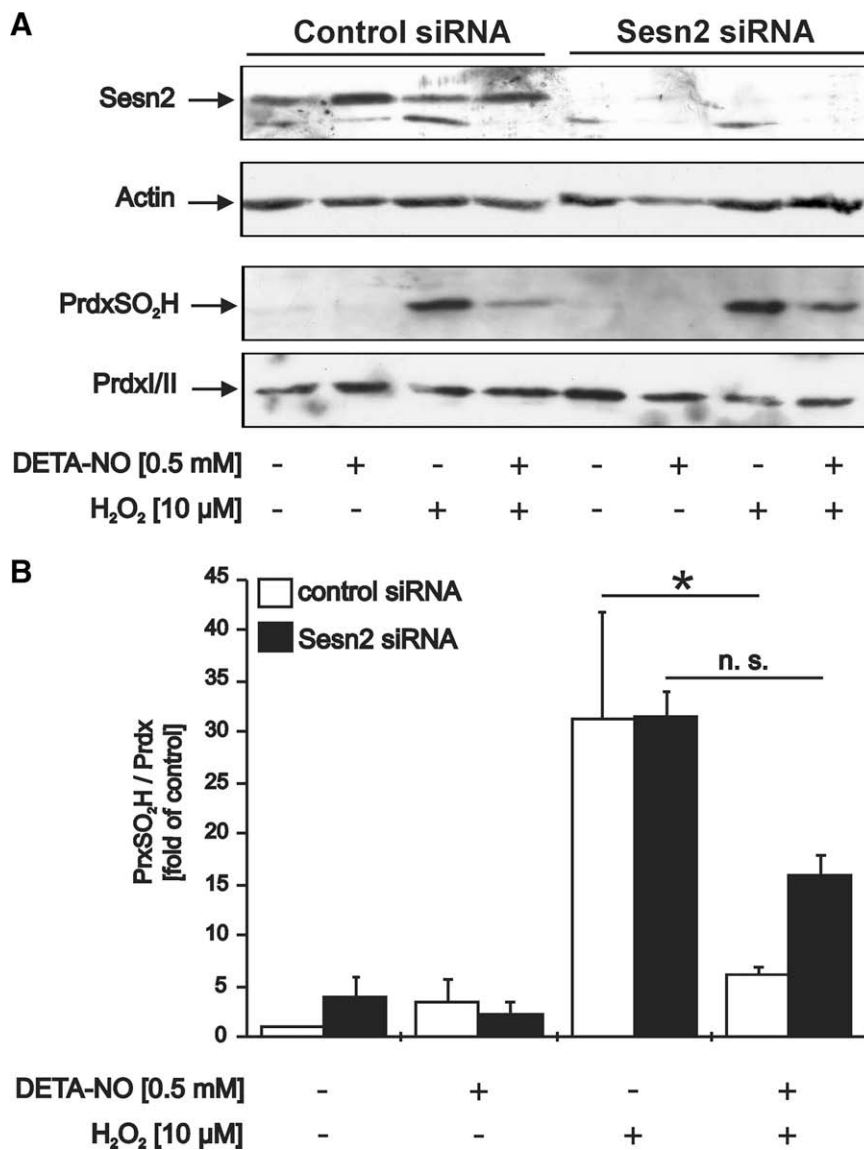 A
Control siRNA Sesn2 siRNA
Sesn2
Actin
PrdxSO₂H
PrdxI/II
DETA-NO [0.5 mM] - + - + - + - +
H₂O₂ [10 µM] - - + + - - + +
B
45
40
35
30
25
20
15
10
5
0
PrxSO₂H / Prdx
[fold of control]
control siRNA
Sesn2 siRNA
*
n. s.
DETA-NO [0.5 mM] - + - +
H₂O₂ [10 µM] - - + +